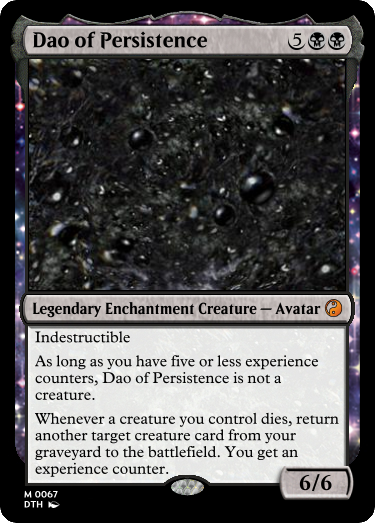 Dao of Persistence 5
Legendary Enchantment Creature — Avatar
Indestructible
As long as you have five or less experience
counters, Dao of Persistence is not a
creature.
Whenever a creature you control dies, return
another target creature card from your
graveyard to the battlefield. You get an
experience counter.
6/6
M 0067
DTH